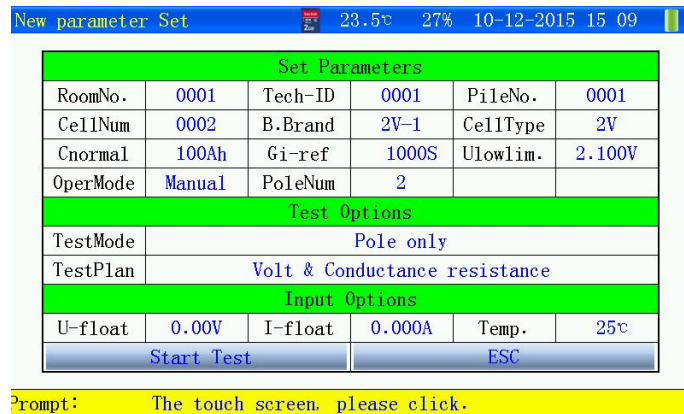 New parameter Set 2GB 23.5℃ 27% 10-12-2015 15 09
Set Parameters
RoomNo. 0001 Tech-ID 0001 PileNo. 0001
CellNum 0002 B.Brand 2V-1 CellType 2V
Cnormal 100Ah Gi-ref 1000S Ulowlim. 2.100V
OperMode Manual PoleNum 2
Test Options
TestMode Pole only
TestPlan Volt & Conductance resistance
Input Options
U-float 0.00V I-float 0.000A Temp. 25℃
Start Test ESC
Prompt: The touch screen, please click.